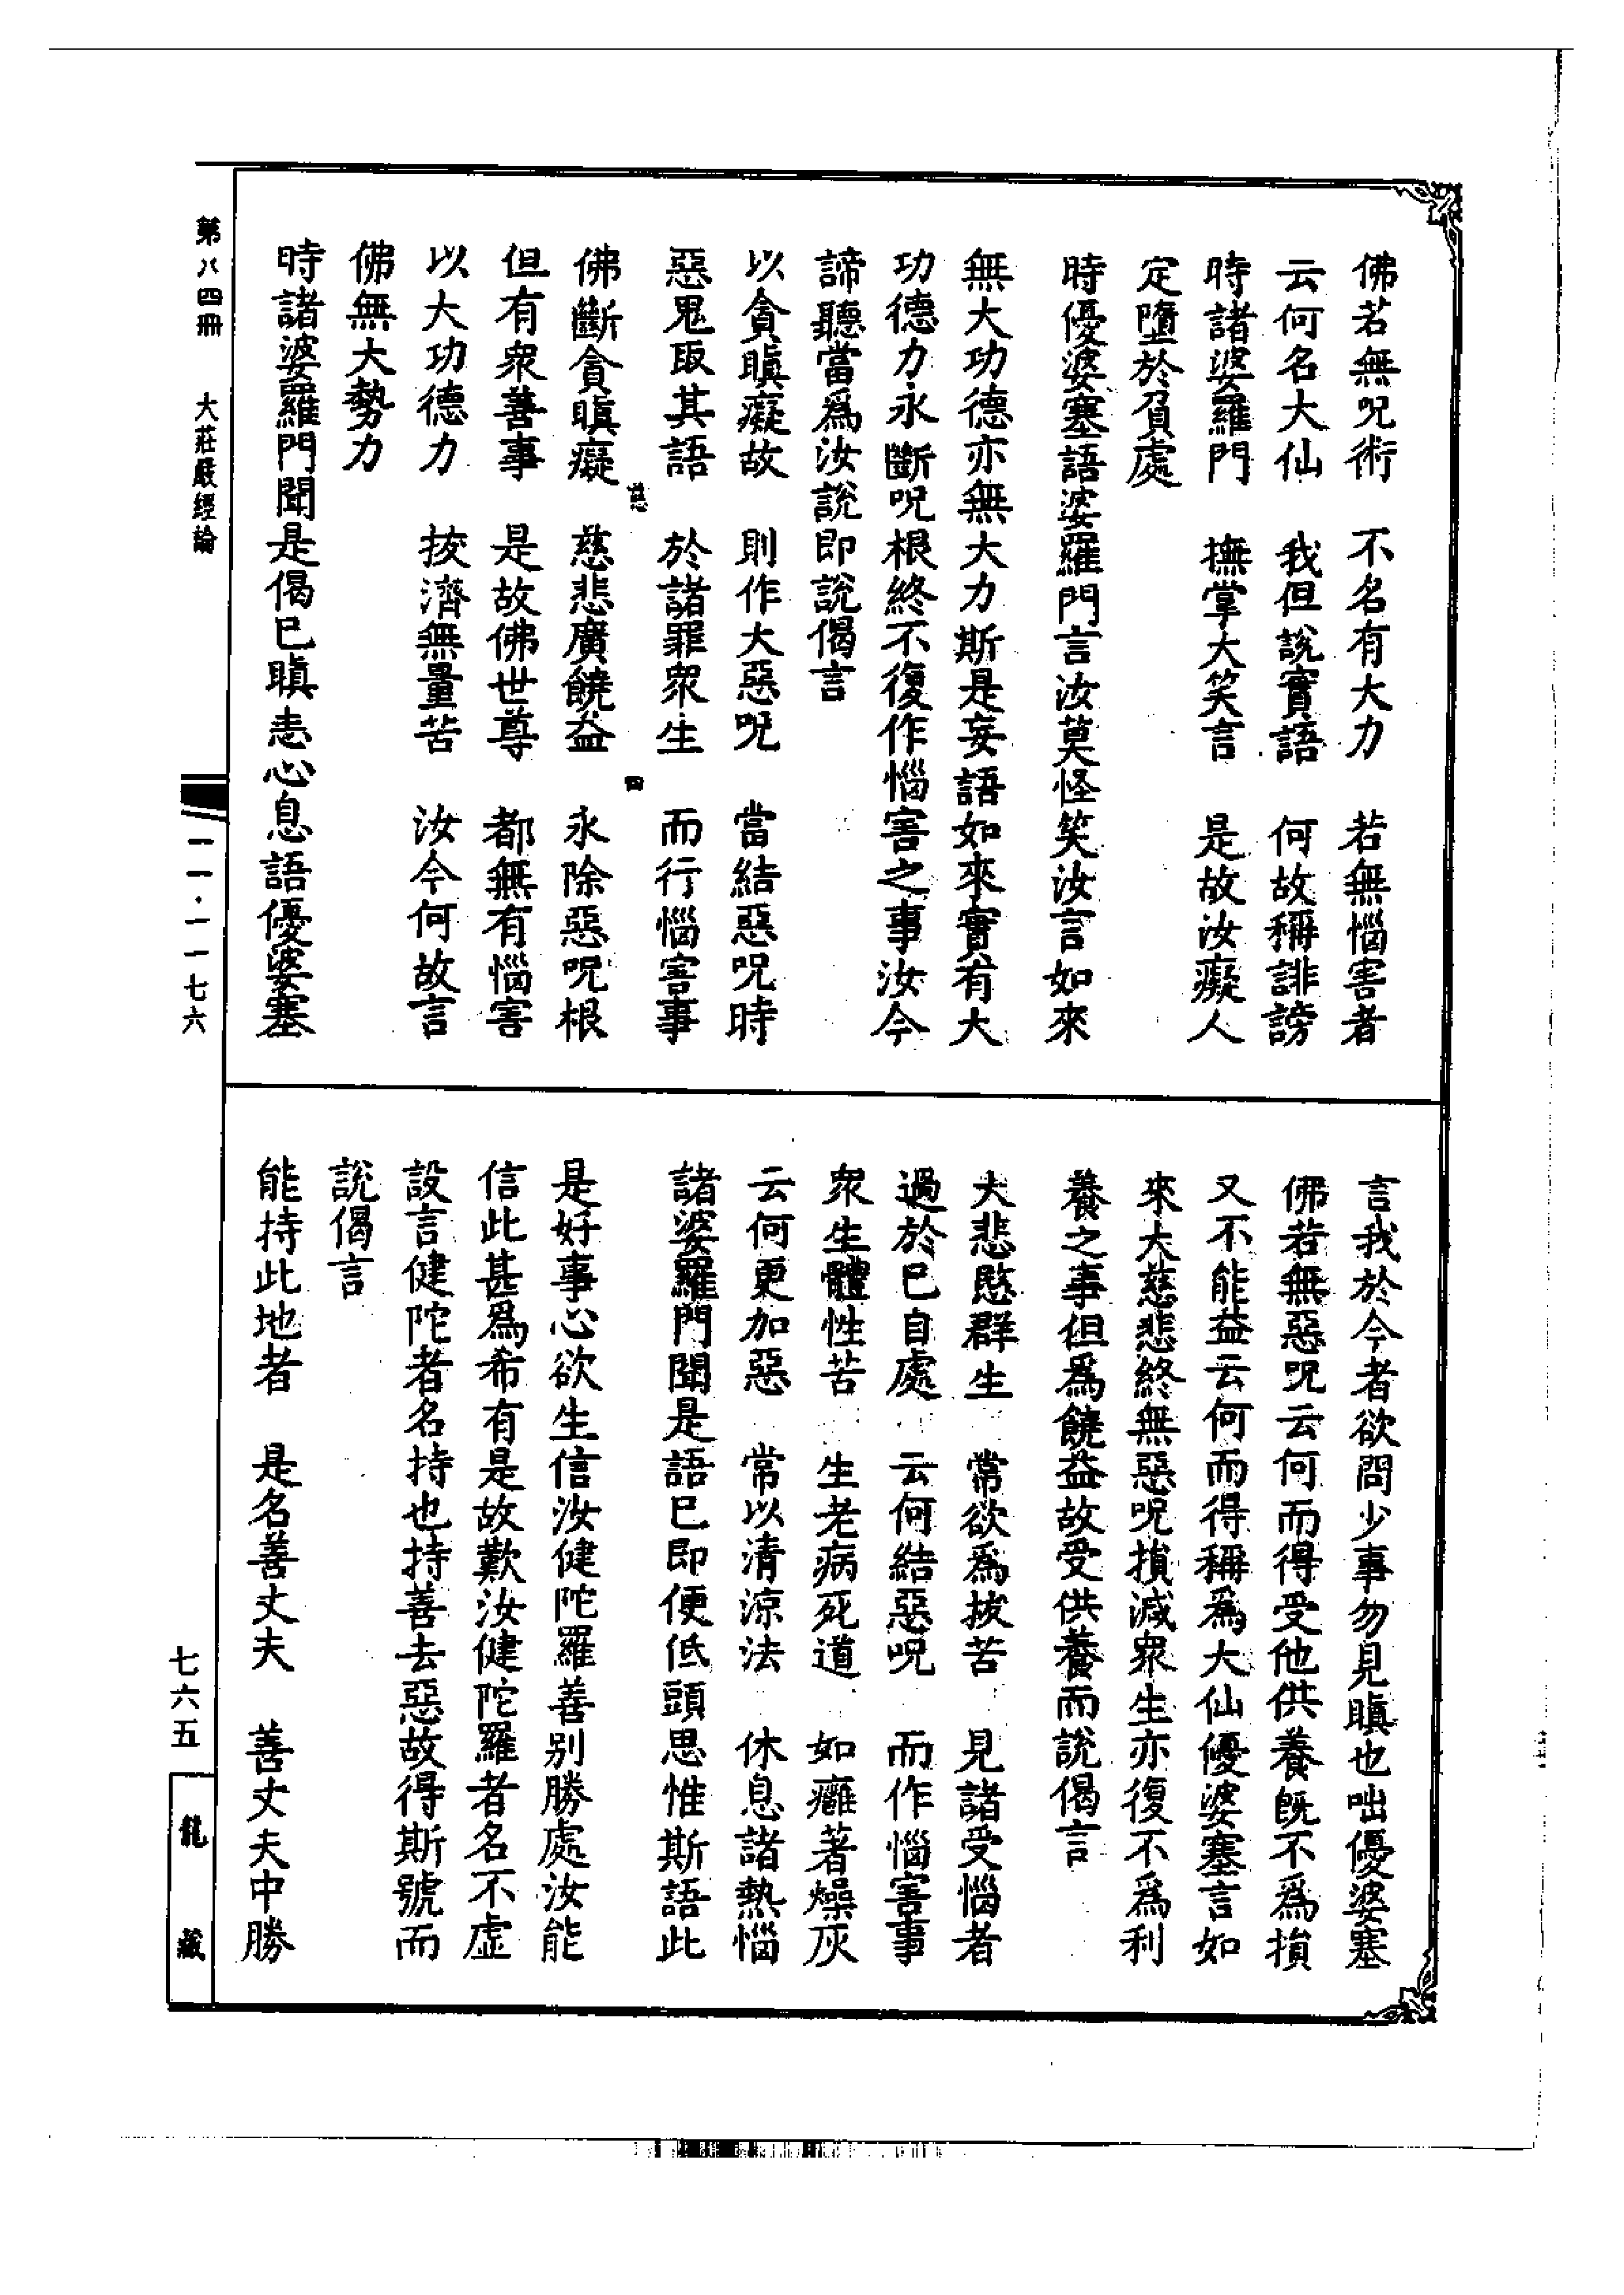 佛若無呪術　不名有大力　若無惱害者
云何名大仙　我但說實語　何故稱誹謗
時諸婆羅門　撫掌大笑言　是故汝癡人
定墮於負處
時優婆塞語婆羅門言汝莫怪笑汝言如來
無大功德亦無大力斯是妄語如來實有大
功德力永斷呪根終不復作惱害之事汝今
諦聽當爲汝說即說偈言
以貪瞋癡故　則作大惡呪　當結惡呪時
惡鬼取其語　於諸罪衆生　而行惱害事
慈
四
佛斷貪瞋癡　慈悲廣饒益　永除惡呪根
但有衆善事　是故佛世尊　都無有惱害
以大功德力　拔濟無量苦　汝今何故言
佛無大勢力
時諸婆羅門聞是偈已瞋恚心息語優婆塞
言我於今者欲問少事勿見瞋也咄優婆塞
佛若無惡呪云何而得受他供養既不爲損
又不能益云何而得稱爲大仙優婆塞言如
來大慈悲終無惡呪損減衆生亦復不爲利
養之事但爲饒益故受供養而說偈言
大悲愍群生　常欲爲拔苦　見諸受惱者
過於已自處　云何結惡呪　而作惱害事
衆生體性苦　生老病死道　如癰著燥灰
云何更加惡　常以清涼法　休息諸熱惱
諸婆羅門聞是語已即便低頭思惟斯語此
是好事心欲生信汝健陀羅善別勝處汝能
信此甚爲希有是故歎汝健陀羅者名不虛
設言健陀者名持也持善去惡故得斯號而
說偈言
能持此地者　是名善丈夫　善丈夫中勝
第八四冊　大莊嚴經論
一一·一一七六
七六五
龍藏